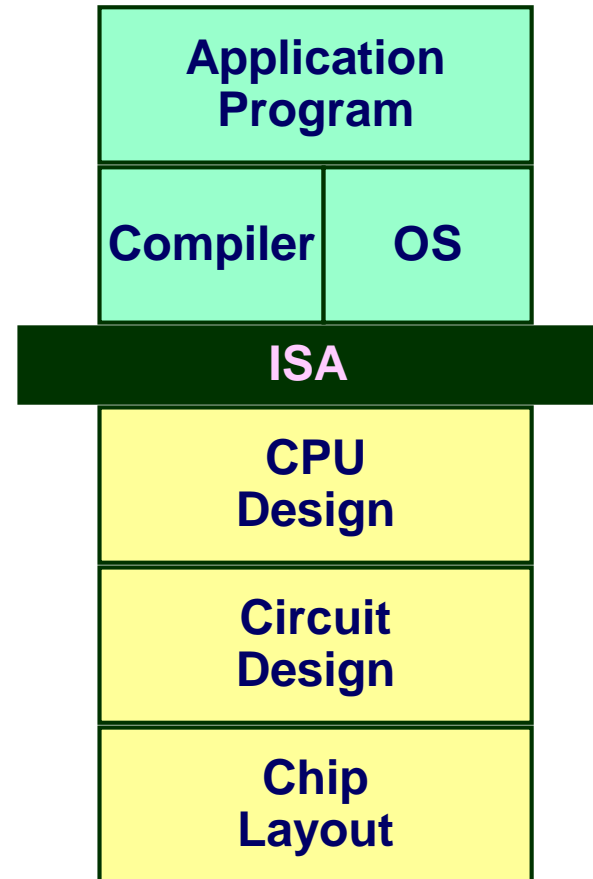 Application
Program
Compiler OS
ISA
CPU
Design
Circuit
Design
Chip
Layout